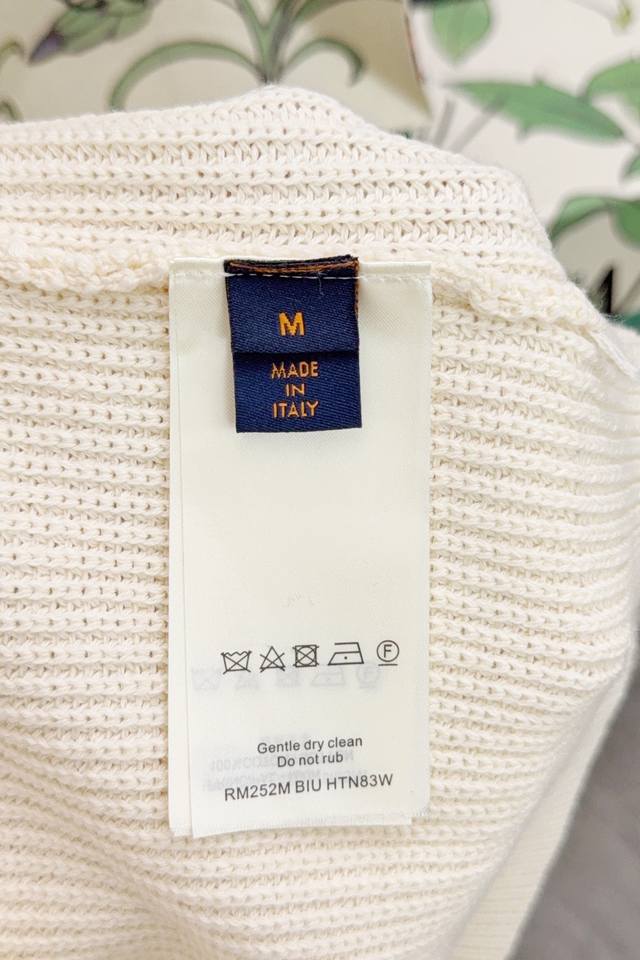 M
MADE
IN
ITALY
F
Gentle dry clean
Do not rub
RM252M BIU HTN83W